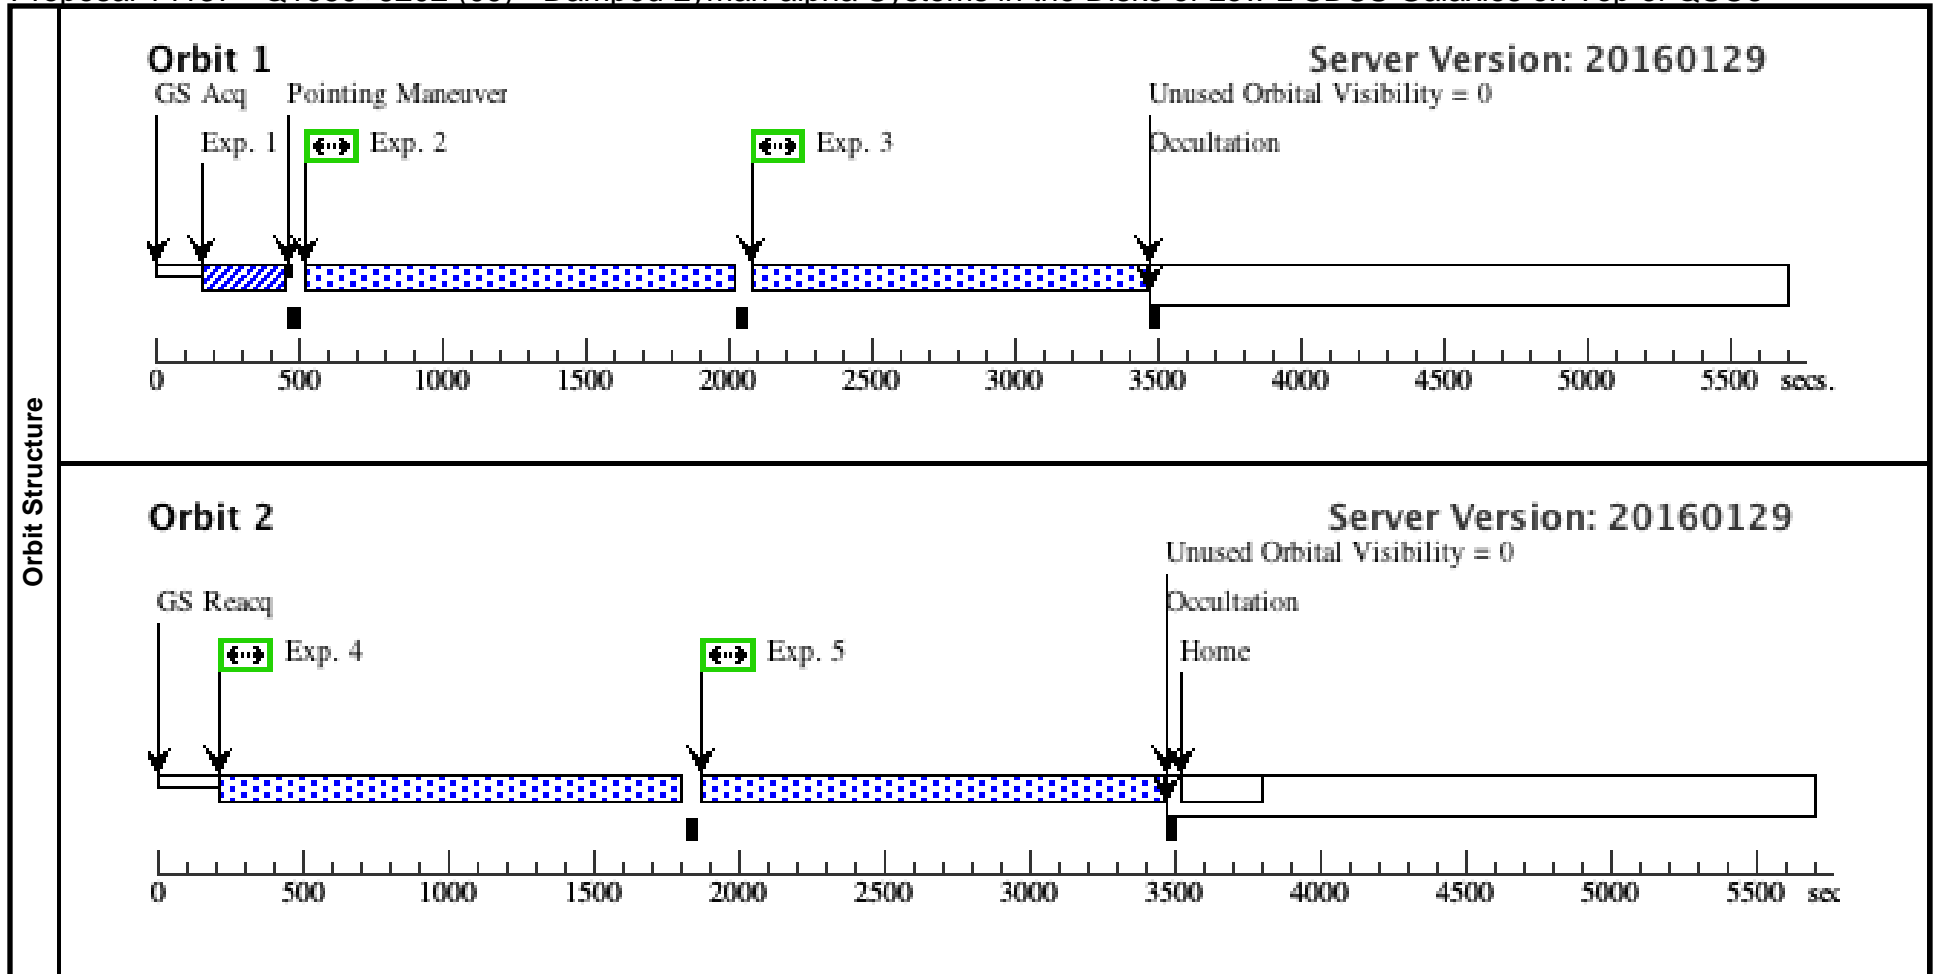 Orbit 1
Server Version: 20160129
GS Acq
Pointing Maneuver
Unused Orbital Visibility = 0
Exp. 1
Exp. 2
Exp. 3
Occultation
0 500 1000 1500 2000 2500 3000 3500 4000 4500 5000 5500 secs.
Orbit Structure
Orbit 2
Server Version: 20160129
Unused Orbital Visibility = 0
GS Reacq
Occultation
Exp. 4
Exp. 5
Home
0 500 1000 1500 2000 2500 3000 3500 4000 4500 5000 5500 sec